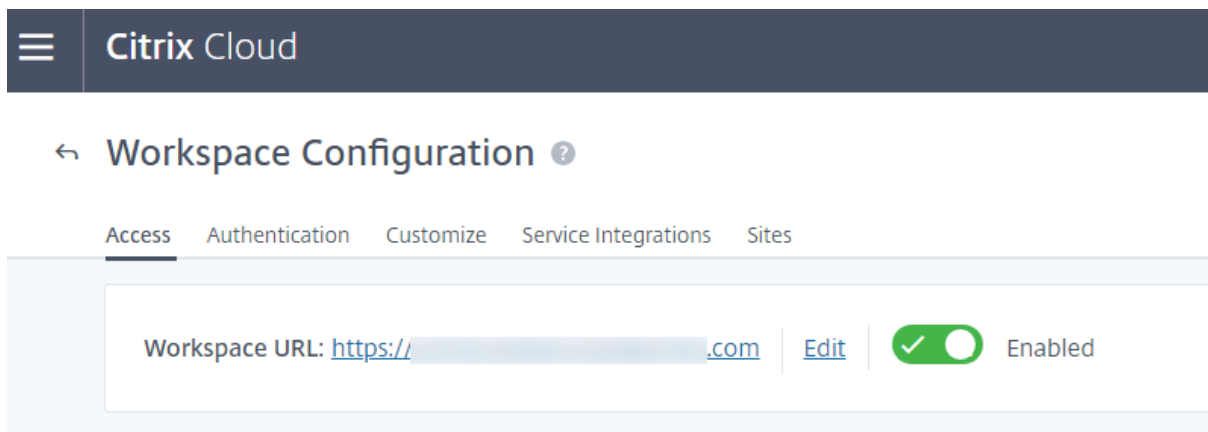 Citrix Cloud
Workspace Configuration ?
Access Authentication Customize Service Integrations Sites
Workspace URL: https:// .com Edit Enabled